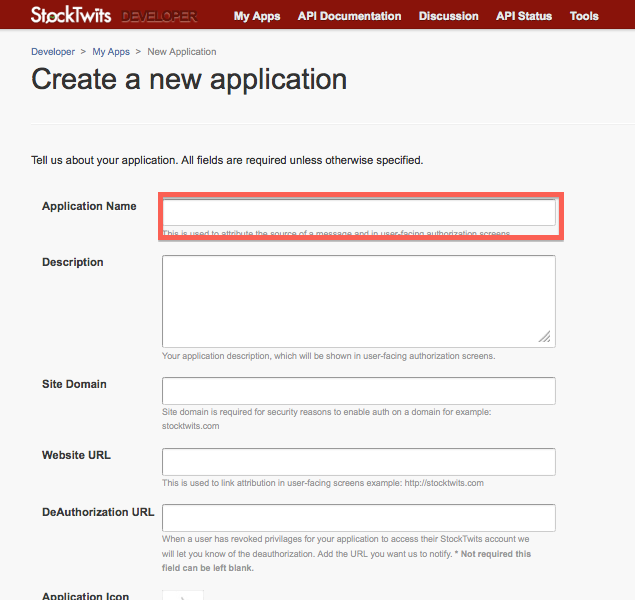 StockTwits DEVELOPER My Apps API Documentation Discussion API Status Tools
Developer > My Apps > New Application
Create a new application
Tell us about your application. All fields are required unless otherwise specified.
Application Name
This is used to attribute the source of a message and in user-facing authorization screens.
Description
Your application description, which will be shown in user-facing authorization screens.
Site Domain
Site domain is required for security reasons to enable auth on a domain for example:
stocktwits.com
Website URL
This is used to link attribution in user-facing screens example: http://stocktwits.com
DeAuthorization URL
When a user has revoked privilages for your application to access their StockTwits account we
will let you know of the deauthorization. Add the URL you want us to notify. * Not required this
field can be left blank.
Application Icon